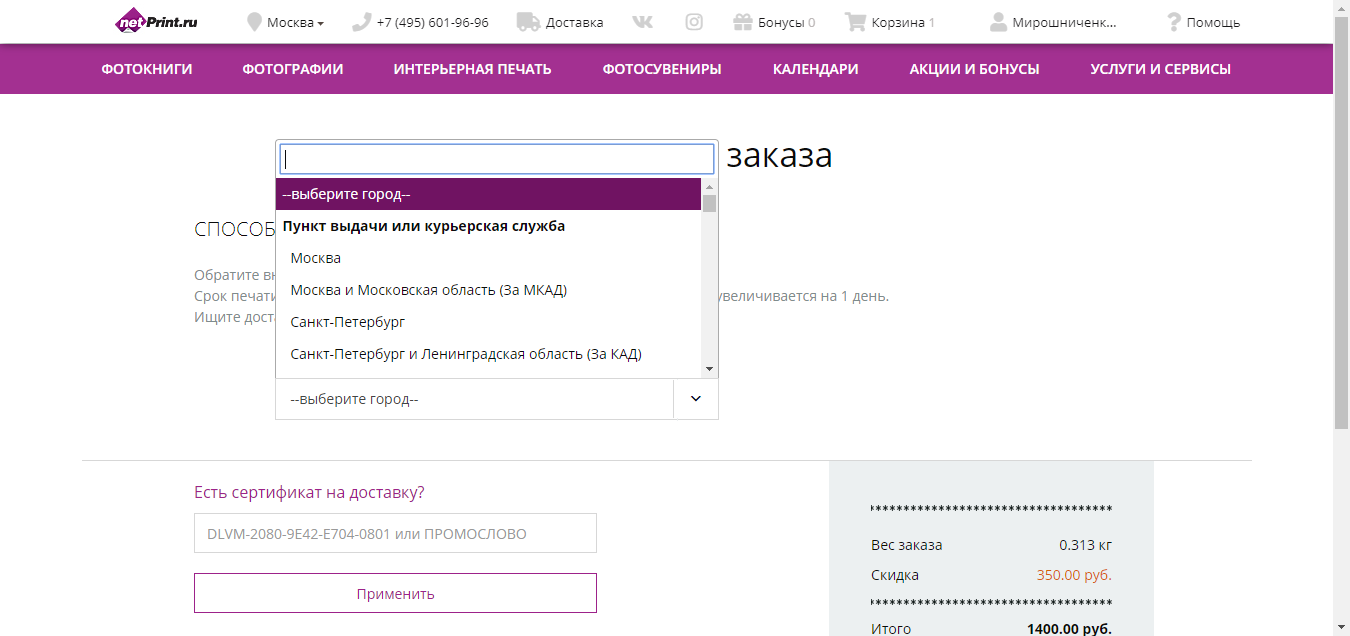 netPrint.ru
Москва
+7 (495) 601-96-96
Доставка
Бонусы 0
Корзина 1
Мирошниченк...
Помощь
ФОТОКНИГИ
ФОТОГРАФИИ
ИНТЕРЬЕРНАЯ ПЕЧАТЬ
ФОТОСУВЕНИРЫ
КАЛЕНДАРИ
АКЦИИ И БОНУСЫ
УСЛУГИ И СЕРВИСЫ
заказа
--выберите город--
СПОСОБ
Пункт выдачи или курьерская служба
Москва
Обратите
Москва и Московская область (За МКАД)
Срок печати
увеличивается на 1 день.
Ищите
Санкт-Петербург
Санкт-Петербург и Ленинградская область (За КАД)
--выберите город--
Есть сертификат на доставку?
DLVM-2080-9E42-E704-0801 или ПРОМОСЛОВО
Применить
Вес заказа 0.313 кг
Скидка 350.00 руб.
Итого 1400.00 руб.